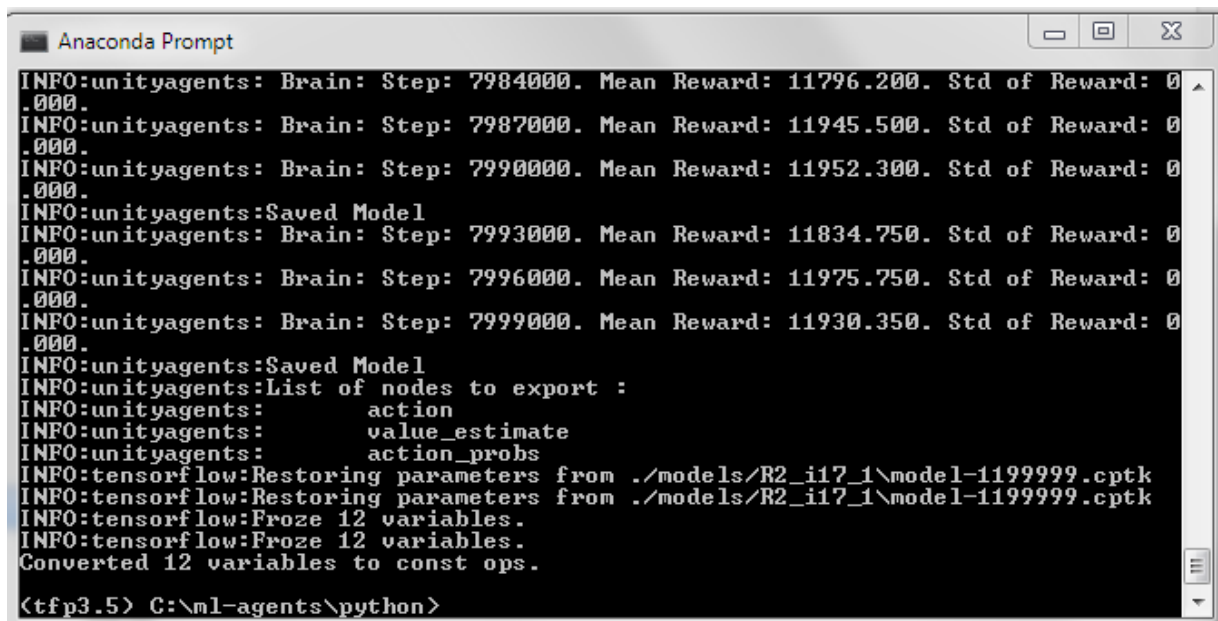 Anaconda Prompt
INFO:unityagents: Brain: Step: 7984000. Mean Reward: 11796.200. Std of Reward: 0
.000.
INFO:unityagents: Brain: Step: 7987000. Mean Reward: 11945.500. Std of Reward: 0
.000.
INFO:unityagents: Brain: Step: 7990000. Mean Reward: 11952.300. Std of Reward: 0
.000.
INFO:unityagents:Saved Model
INFO:unityagents: Brain: Step: 7993000. Mean Reward: 11834.750. Std of Reward: 0
.000.
INFO:unityagents: Brain: Step: 7996000. Mean Reward: 11975.750. Std of Reward: 0
.000.
INFO:unityagents: Brain: Step: 7999000. Mean Reward: 11930.350. Std of Reward: 0
.000.
INFO:unityagents:Saved Model
INFO:unityagents:List of nodes to export :
INFO:unityagents:        action
INFO:unityagents:        value_estimate
INFO:unityagents:        action_probs
INFO:tensorflow:Restoring parameters from ./models/R2_i17_1\model-1199999.cptk
INFO:tensorflow:Restoring parameters from ./models/R2_i17_1\model-1199999.cptk
INFO:tensorflow:Froze 12 variables.
INFO:tensorflow:Froze 12 variables.
Converted 12 variables to const ops.
(tfp3.5) C:\ml-agents\python>